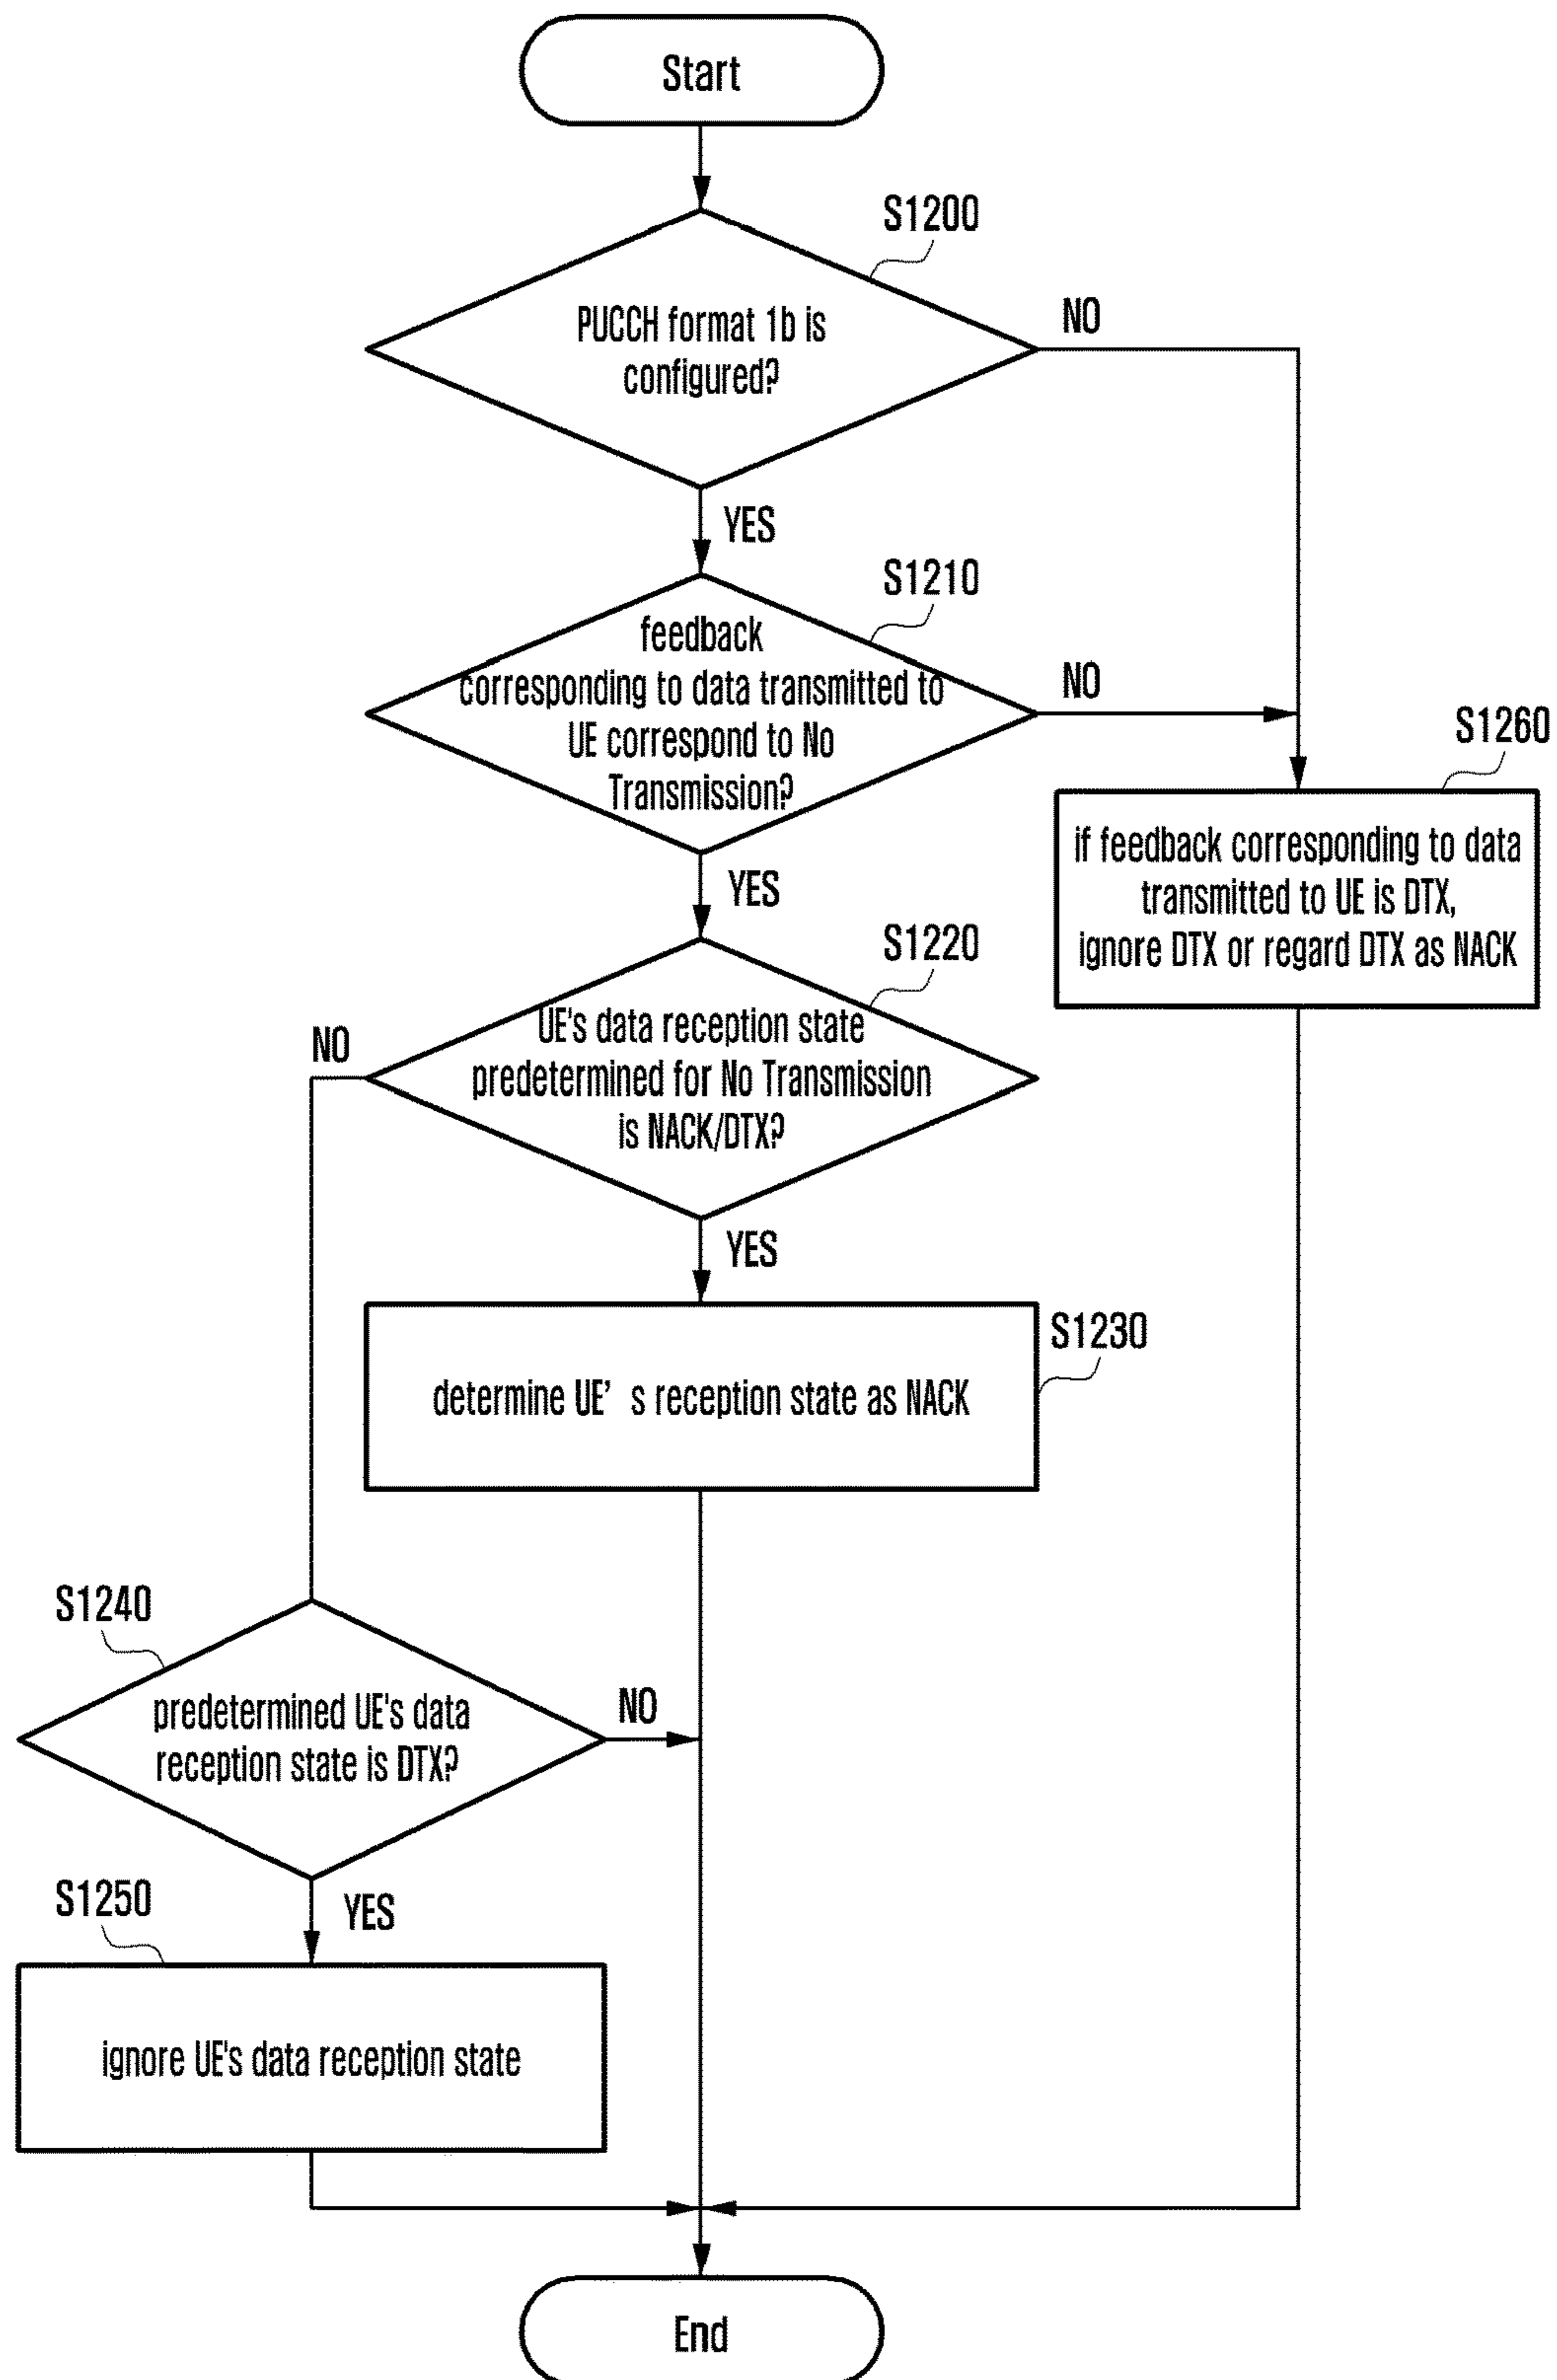 Start
S1200
PUCCH format 1b is
configured?
NO
YES
S1210
feedback
corresponding to data transmitted to
UE correspond to No
Transmission?
NO
YES
S1260
if feedback corresponding to data
transmitted to UE is DTX,
ignore DTX or regard DTX as NACK
S1220
UE's data reception state
predetermined for No Transmission
is NACK/DTX?
NO
YES
S1230
determine UE’ s reception state as NACK
S1240
predetermined UE's data
reception state is DTX?
NO
YES
S1250
ignore UE's data reception state
End